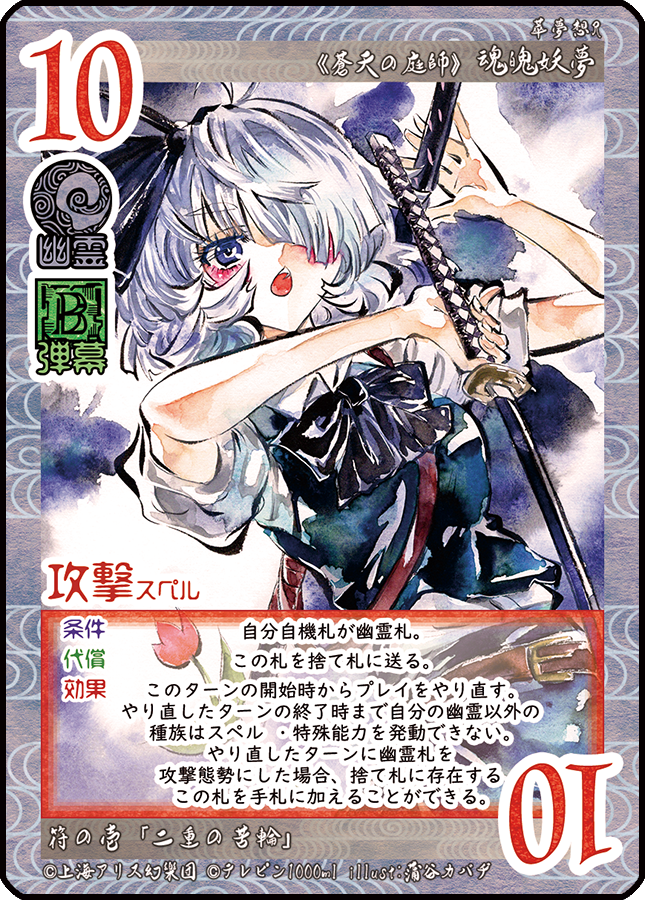 萃夢想R
10
《蒼天の庭師》 魂魄妖夢
幽霊
B
弾幕
攻撃スペル
条件 自分自機札が幽霊札。
代償 この札を捨て札に送る。
効果 このターンの開始時からプレイをやり直す。
やり直したターンの終了時まで自分の幽霊以外の
種族はスペル・特殊能力を発動できない。
やり直したターンに幽霊札を
攻撃態勢にした場合、捨て札に存在する
この札を手札に加えることができる。
10
符の壱「二重の苦輪」
©上海アリス幻樂団 ©テレビン1000ml illust:蒲谷カバヂ